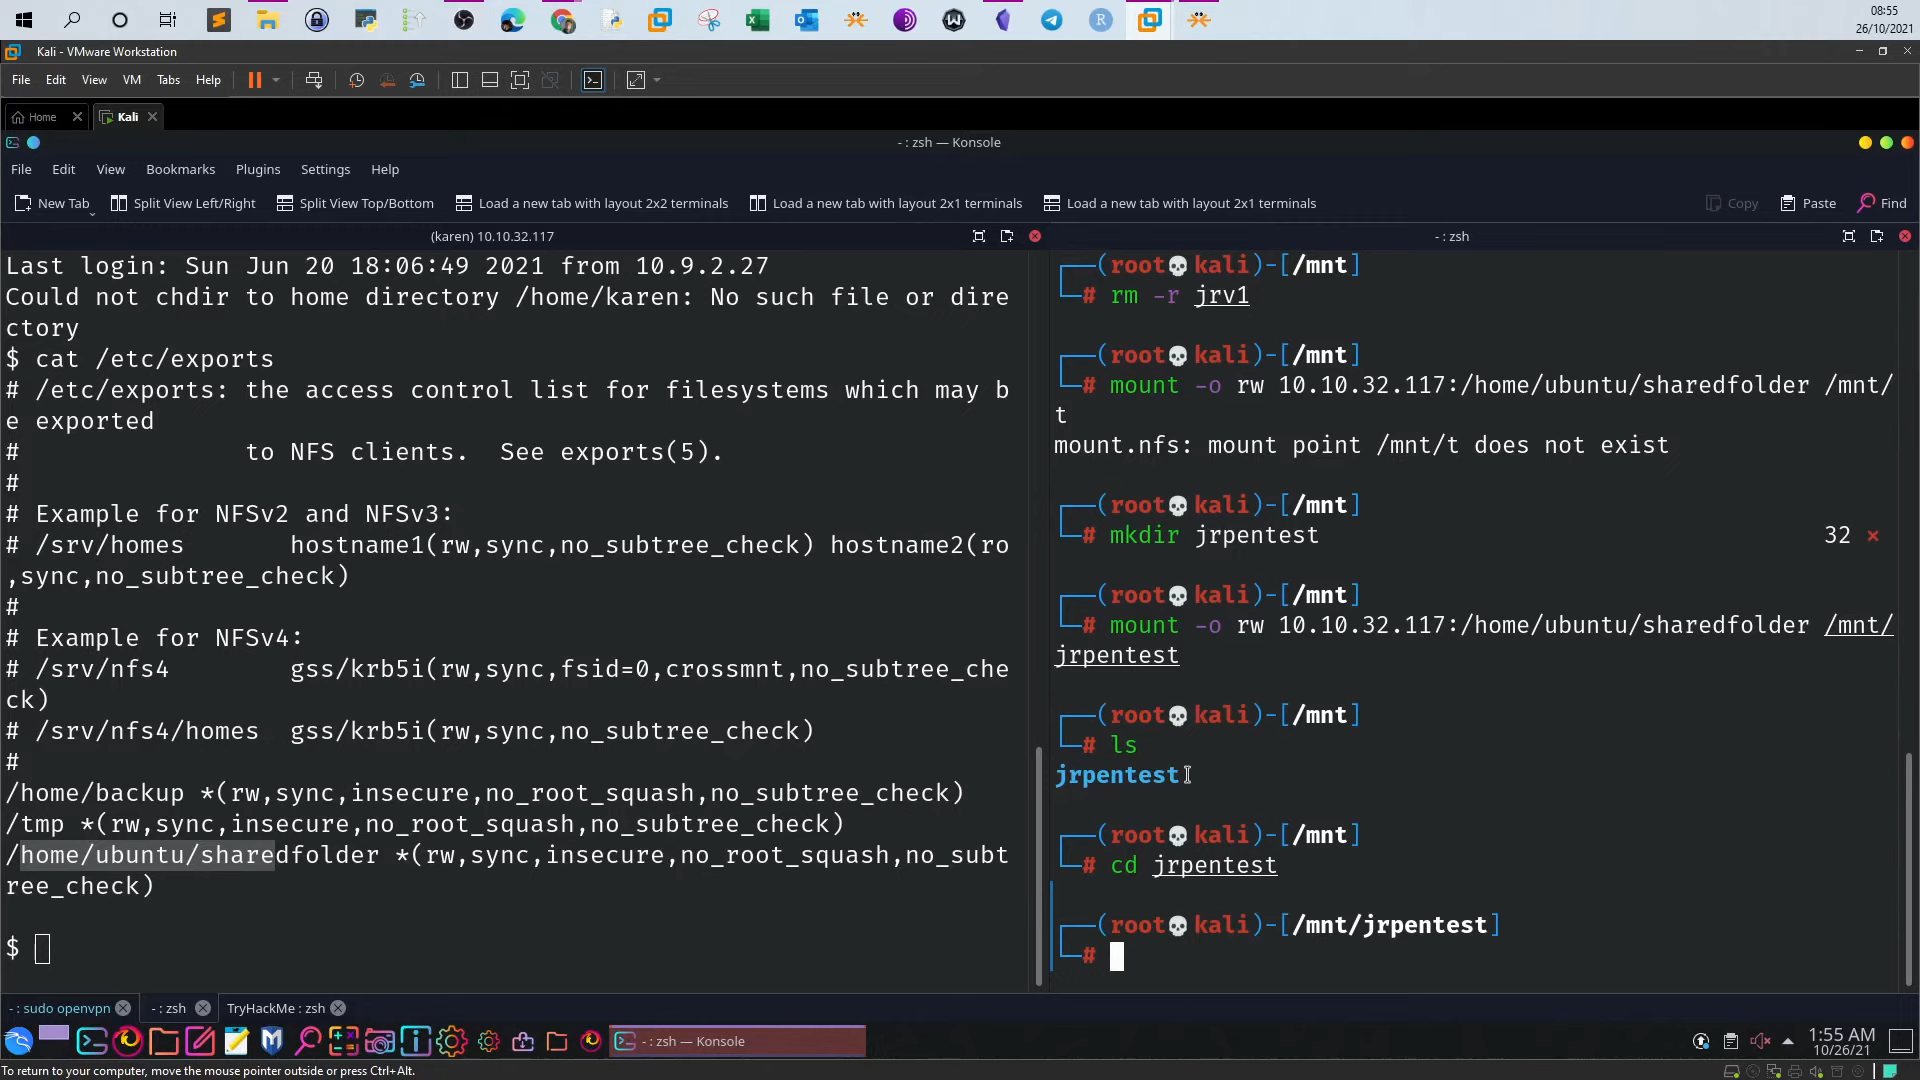 08:55
26/10/2021
Kali - VMware Workstation
File Edit View VM Tabs Help
Home Kali
- : zsh — Konsole
File Edit View Bookmarks Plugins Settings Help
New Tab Split View Left/Right Split View Top/Bottom Load a new tab with layout 2x2 terminals Load a new tab with layout 2x1 terminals Load a new tab with layout 2x1 terminals Copy Paste Find
(karen) 10.10.32.117
Last login: Sun Jun 20 18:06:49 2021 from 10.9.2.27
Could not chdir to home directory /home/karen: No such file or dire
ctory
$ cat /etc/exports
# /etc/exports: the access control list for filesystems which may b
e exported
#               to NFS clients.  See exports(5).
#
# Example for NFSv2 and NFSv3:
# /srv/homes       hostname1(rw,sync,no_subtree_check) hostname2(ro
,sync,no_subtree_check)
#
# Example for NFSv4:
# /srv/nfs4        gss/krb5i(rw,sync,fsid=0,crossmnt,no_subtree_che
ck)
# /srv/nfs4/homes  gss/krb5i(rw,sync,no_subtree_check)
#
/home/backup *(rw,sync,insecure,no_root_squash,no_subtree_check)
/tmp *(rw,sync,insecure,no_root_squash,no_subtree_check)
/home/ubuntu/sharedfolder *(rw,sync,insecure,no_root_squash,no_subt
ree_check)
$
- : zsh
(root💀kali)-[/mnt]
# rm -r jrv1
(root💀kali)-[/mnt]
# mount -o rw 10.10.32.117:/home/ubuntu/sharedfolder /mnt/
t
mount.nfs: mount point /mnt/t does not exist
(root💀kali)-[/mnt]
# mkdir jrpentest 32 ×
(root💀kali)-[/mnt]
# mount -o rw 10.10.32.117:/home/ubuntu/sharedfolder /mnt/
jrpentest
(root💀kali)-[/mnt]
# ls
jrpentest
(root💀kali)-[/mnt]
# cd jrpentest
(root💀kali)-[/mnt/jrpentest]
#
- : sudo openvpn - : zsh TryHackMe : zsh
- : zsh — Konsole
1:55 AM
10/26/21
To return to your computer, move the mouse pointer outside or press Ctrl+Alt.